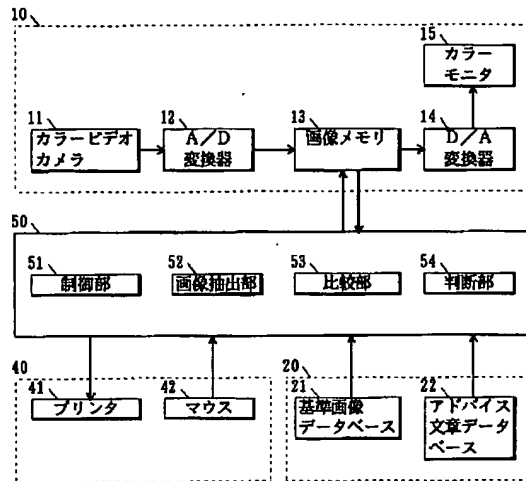 10
15
カラー
モニタ
11
カラービデオ
カメラ
12
A/D
変換器
13
画像メモリ
14
D/A
変換器
50
51
制御部
52
画像抽出部
53
比較部
54
判断部
40
41
プリンタ
42
マウス
20
21
基準画像
データベース
22
アドバイス
文章データ
ベース